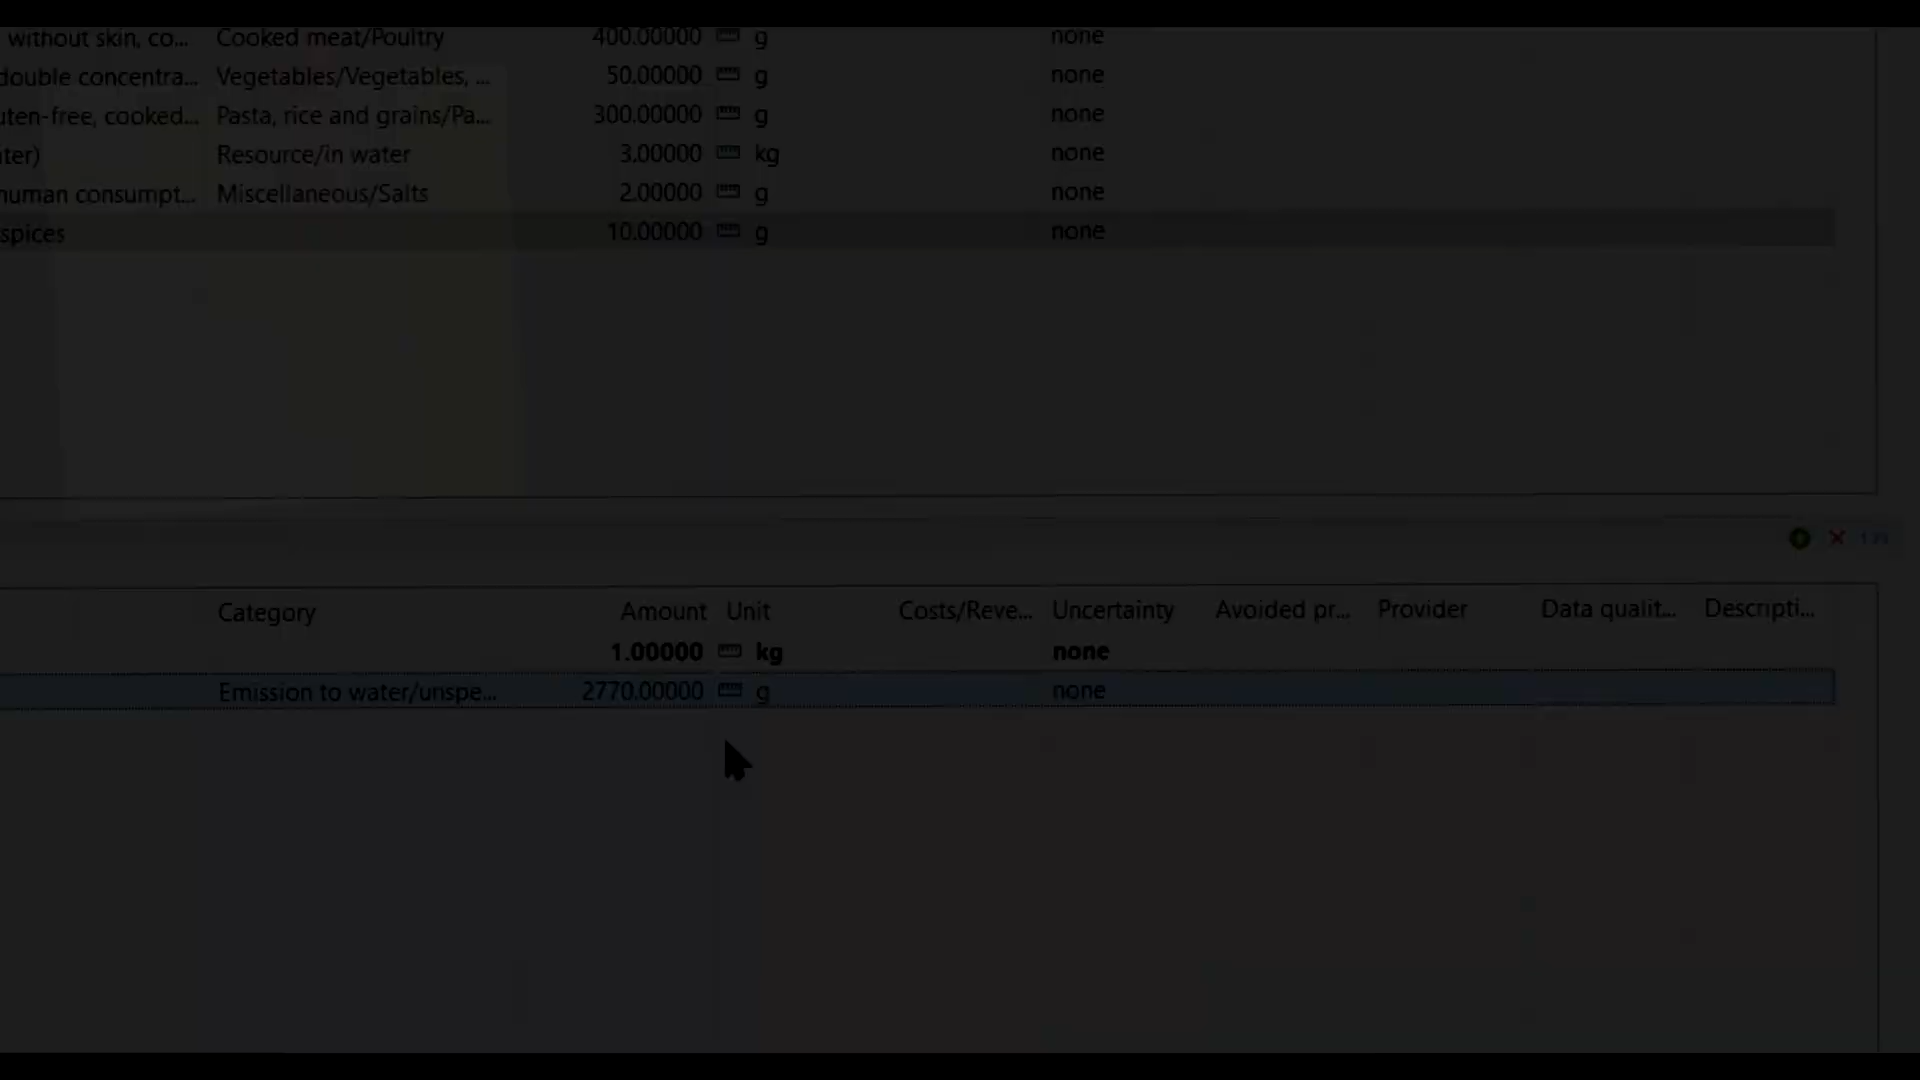 without skin, co... Cooked meat/Poultry 400.00000 g none
double concentra... Vegetables/Vegetables, ... 50.00000 g none
uten-free, cooked... Pasta, rice and grains/Pa... 300.00000 g none
ter) Resource/in water 3.00000 kg none
human consumpt... Miscellaneous/Salts 2.00000 g none
spices 10.00000 g none
Category Amount Unit Costs/Reve... Uncertainty Avoided pr... Provider Data qualit... Descripti...
1.00000 kg none
Emission to water/unspe... 2770.00000 g none